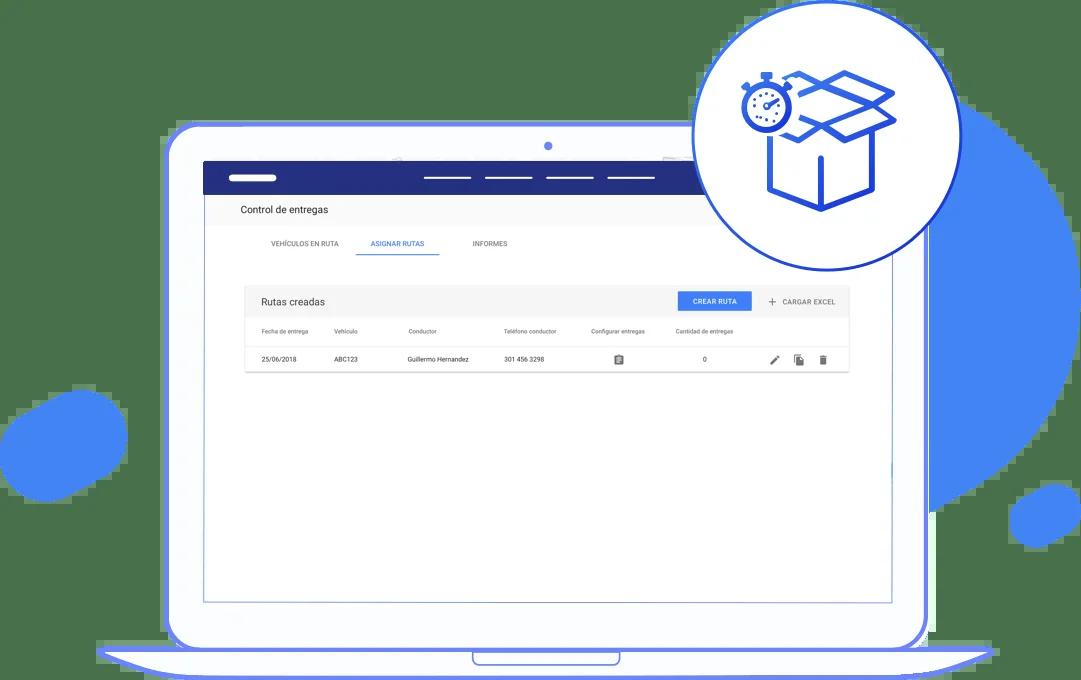 Control de entregas
VEHÍCULOS EN RUTA ASIGNAR RUTAS INFORMES
Rutas creadas CREAR RUTA + CARGAR EXCEL
Fecha de entrega Vehículo Conductor Teléfono conductor Configurar entregas Cantidad de entregas
25/06/2018 ABC123 Guillermo Hernandez 301 456 3298 0